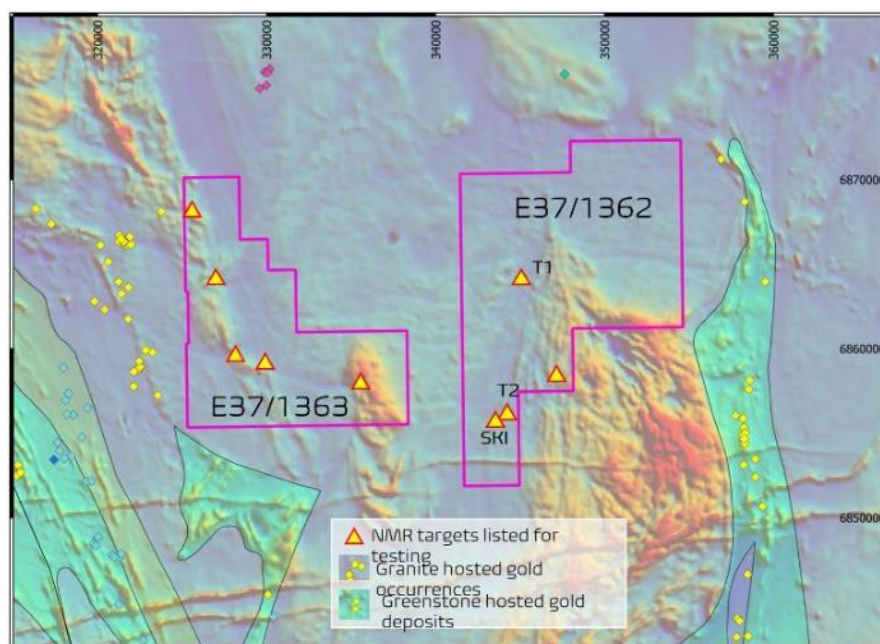 320000
330000
340000
350000
360000
6870000
E37/1362
T1
6860000
T2
E37/1363
SKI
6850000
NMR targets listed for
testing
Granite hosted gold
occurrences
Greenstone hosted gold
deposits